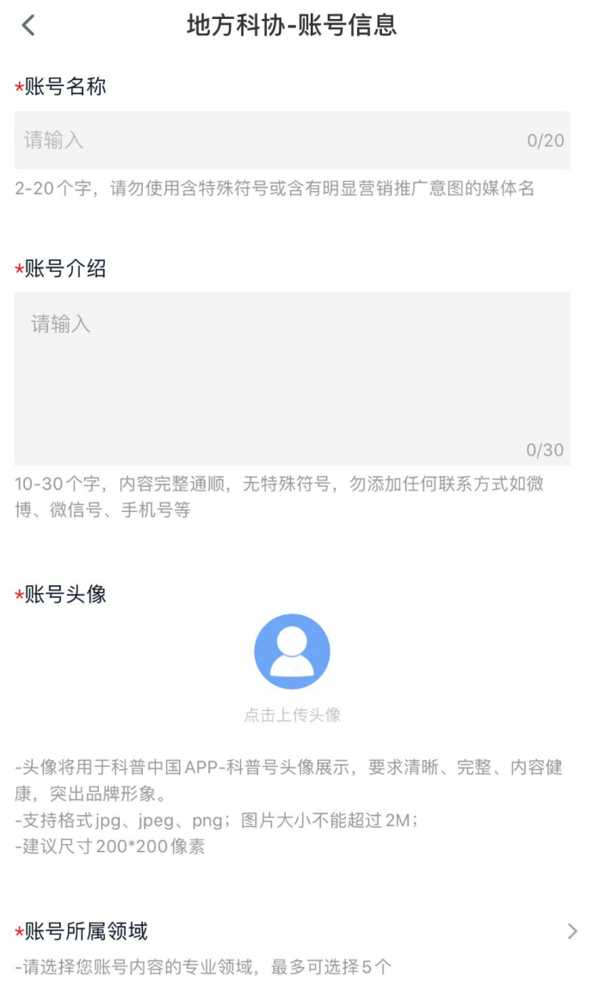 地方科协-账号信息
*账号名称
请输入 0/20
2-20个字，请勿使用含特殊符号或含有明显营销推广意图的媒体名
*账号介绍
请输入
0/30
10-30个字，内容完整通顺，无特殊符号，勿添加任何联系方式如微
博、微信号、手机号等
*账号头像
点击上传头像
-头像将用于科普中国APP-科普号头像展示，要求清晰、完整、内容健
康，突出品牌形象。
-支持格式jpg、jpeg、png；图片大小不能超过2M；
-建议尺寸200*200像素
*账号所属领域
-请选择您账号内容的专业领域，最多可选择5个